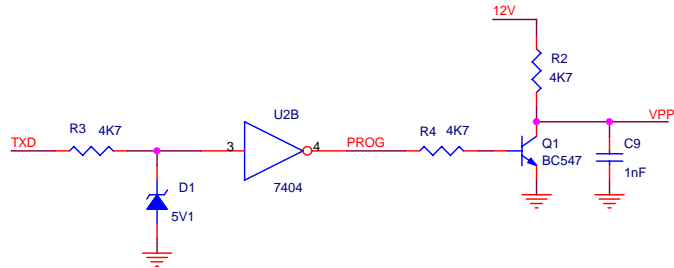 12V
R2
4K7
U2B
R3 4K7
TXD
3
4
PROG
R4 4K7
VPP
Q1
BC547
C9
1nF
D1
5V1
7404